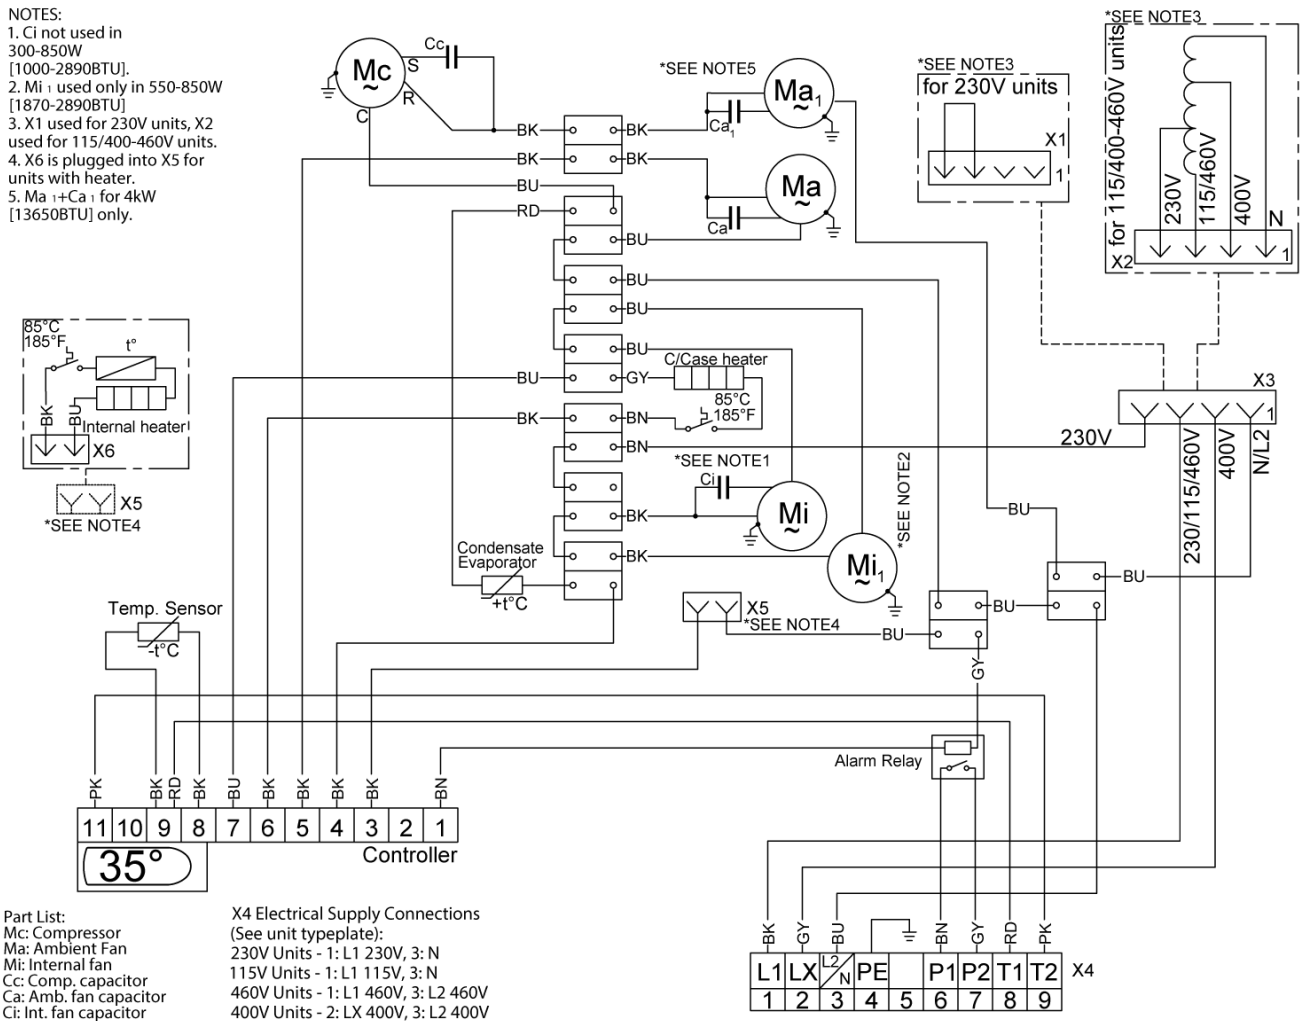 NOTES:
1. Ci not used in
300-850W
[1000-2890BTU].
2. Mi 1 used only in 550-850W
[1870-2890BTU]
3. X1 used for 230V units, X2
used for 115/400-460V units.
4. X6 is plugged into X5 for
units with heater.
5. Ma 1+Ca 1 for 4kW
[13650BTU] only.
Mc
~
S
R
C
Cc
*SEE NOTE5
Ma1
~
Ca1
Ma
~
Ca
BK
BK
BK
BK
BU
RD
BU
BU
BU
BU
BU
GY
C/Case heater
85°C
185°F
BK
BN
BN
230V
*SEE NOTE1
Ci
BK
Mi
~
*SEE NOTE2
Mi1
~
BK
Condensate
Evaporator
+t°C
*SEE NOTE3
for 230V units
X1
1
*SEE NOTE3
for 115/400-460V units
230V
115/460V
400V
N
X2
1
X3
1
230/115/460V
400V
N/L2
BU
BU
BU
BU
GY
X5
*SEE NOTE4
85°C
185°F
t°
BK
BU
Internal heater
X6
X5
*SEE NOTE4
Temp. Sensor
-t°C
Alarm Relay
PK
BK
RD
BK
BU
BK
BK
BK
BK
BN
11 10 9 8 7 6 5 4 3 2 1
35°
Controller
BK
GY
BU
BN
GY
RD
PK
L1 LX L2/N PE P1 P2 T1 T2
X4
1 2 3 4 5 6 7 8 9
Part List:
Mc: Compressor
Ma: Ambient Fan
Mi: Internal fan
Cc: Comp. capacitor
Ca: Amb. fan capacitor
Ci: Int. fan capacitor
X4 Electrical Supply Connections
(See unit typeplate):
230V Units - 1: L1 230V, 3: N
115V Units - 1: L1 115V, 3: N
460V Units - 1: L1 460V, 3: L2 460V
400V Units - 2: LX 400V, 3: L2 400V